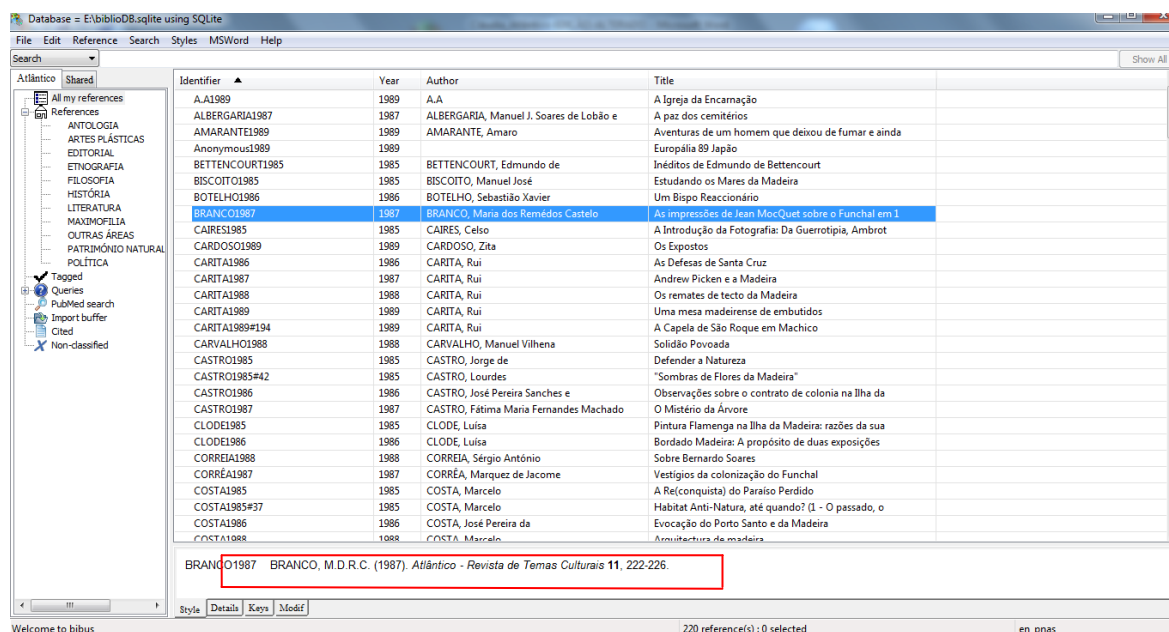 Database = E:\biblioDB.sqlite using SQLite
File Edit Reference Search Styles MSWord Help
Search Show All
Atlântico Shared
All my references
References
ANTOLOGIA
ARTES PLÁSTICAS
EDITORIAL
ETNOGRAFIA
FILOSOFIA
HISTÓRIA
LITERATURA
MAXIMOFILIA
OUTRAS ÁREAS
PATRIMÓNIO NATURAL
POLÍTICA
Tagged
Queries
PubMed search
Import buffer
Cited
Non-classified
Identifier Year Author Title
A.A1989 1989 A.A A Igreja da Encarnação
ALBERGARIA1987 1987 ALBERGARIA, Manuel J. Soares de Lobão e A paz dos cemitérios
AMARANTE1989 1989 AMARANTE, Amaro Aventuras de um homem que deixou de fumar e ainda
Anonymous1989 1989 Europália 89 Japão
BETTENCOURT1985 1985 BETTENCOURT, Edmundo de Inéditos de Edmundo de Bettencourt
BISCOITO1985 1985 BISCOITO, Manuel José Estudando os Mares da Madeira
BOTELHO1986 1986 BOTELHO, Sebastião Xavier Um Bispo Reaccionário
BRANCO1987 1987 BRANCO, Maria dos Remédos Castelo As impressões de Jean MocQuet sobre o Funchal em 1
CAIRES1985 1985 CAIRES, Celso A Introdução da Fotografia: Da Guerrotipia, Ambrot
CARDOSO1989 1989 CARDOSO, Zita Os Expostos
CARITA1986 1986 CARITA, Rui As Defesas de Santa Cruz
CARITA1987 1987 CARITA, Rui Andrew Picken e a Madeira
CARITA1988 1988 CARITA, Rui Os remates de tecto da Madeira
CARITA1989 1989 CARITA, Rui Uma mesa madeirense de embutidos
CARITA1989#194 1989 CARITA, Rui A Capela de São Roque em Machico
CARVALHO1988 1988 CARVALHO, Manuel Vilhena Solidão Povoada
CASTRO1985 1985 CASTRO, Jorge de Defender a Natureza
CASTRO1985#42 1985 CASTRO, Lourdes "Sombras de Flores da Madeira"
CASTRO1986 1986 CASTRO, José Pereira Sanches e Observações sobre o contrato de colonia na Ilha da
CASTRO1987 1987 CASTRO, Fátima Maria Fernandes Machado O Mistério da Árvore
CLODE1985 1985 CLODE, Luísa Pintura Flamenga na Ilha da Madeira: razões da sua
CLODE1986 1986 CLODE, Luísa Bordado Madeira: A propósito de duas exposições
CORREIA1988 1988 CORREIA, Sérgio António Sobre Bernardo Soares
CORRÊA1987 1987 CORRÊA, Marquez de Jacome Vestígios da colonização do Funchal
COSTA1985 1985 COSTA, Marcelo A Re(conquista) do Paraíso Perdido
COSTA1985#37 1985 COSTA, Marcelo Habitat Anti-Natura, até quando? (1 - O passado, o
COSTA1986 1986 COSTA, José Pereira da Evocação do Porto Santo e da Madeira
COSTA1988 1988 COSTA, Marcelo Arquitectura de madeira
BRANCO1987 BRANCO, M.D.R.C. (1987). Atlântico - Revista de Temas Culturais 11, 222-226.
Style Details Keys Modif
Welcome to bibus 220 reference(s) : 0 selected en_pnas